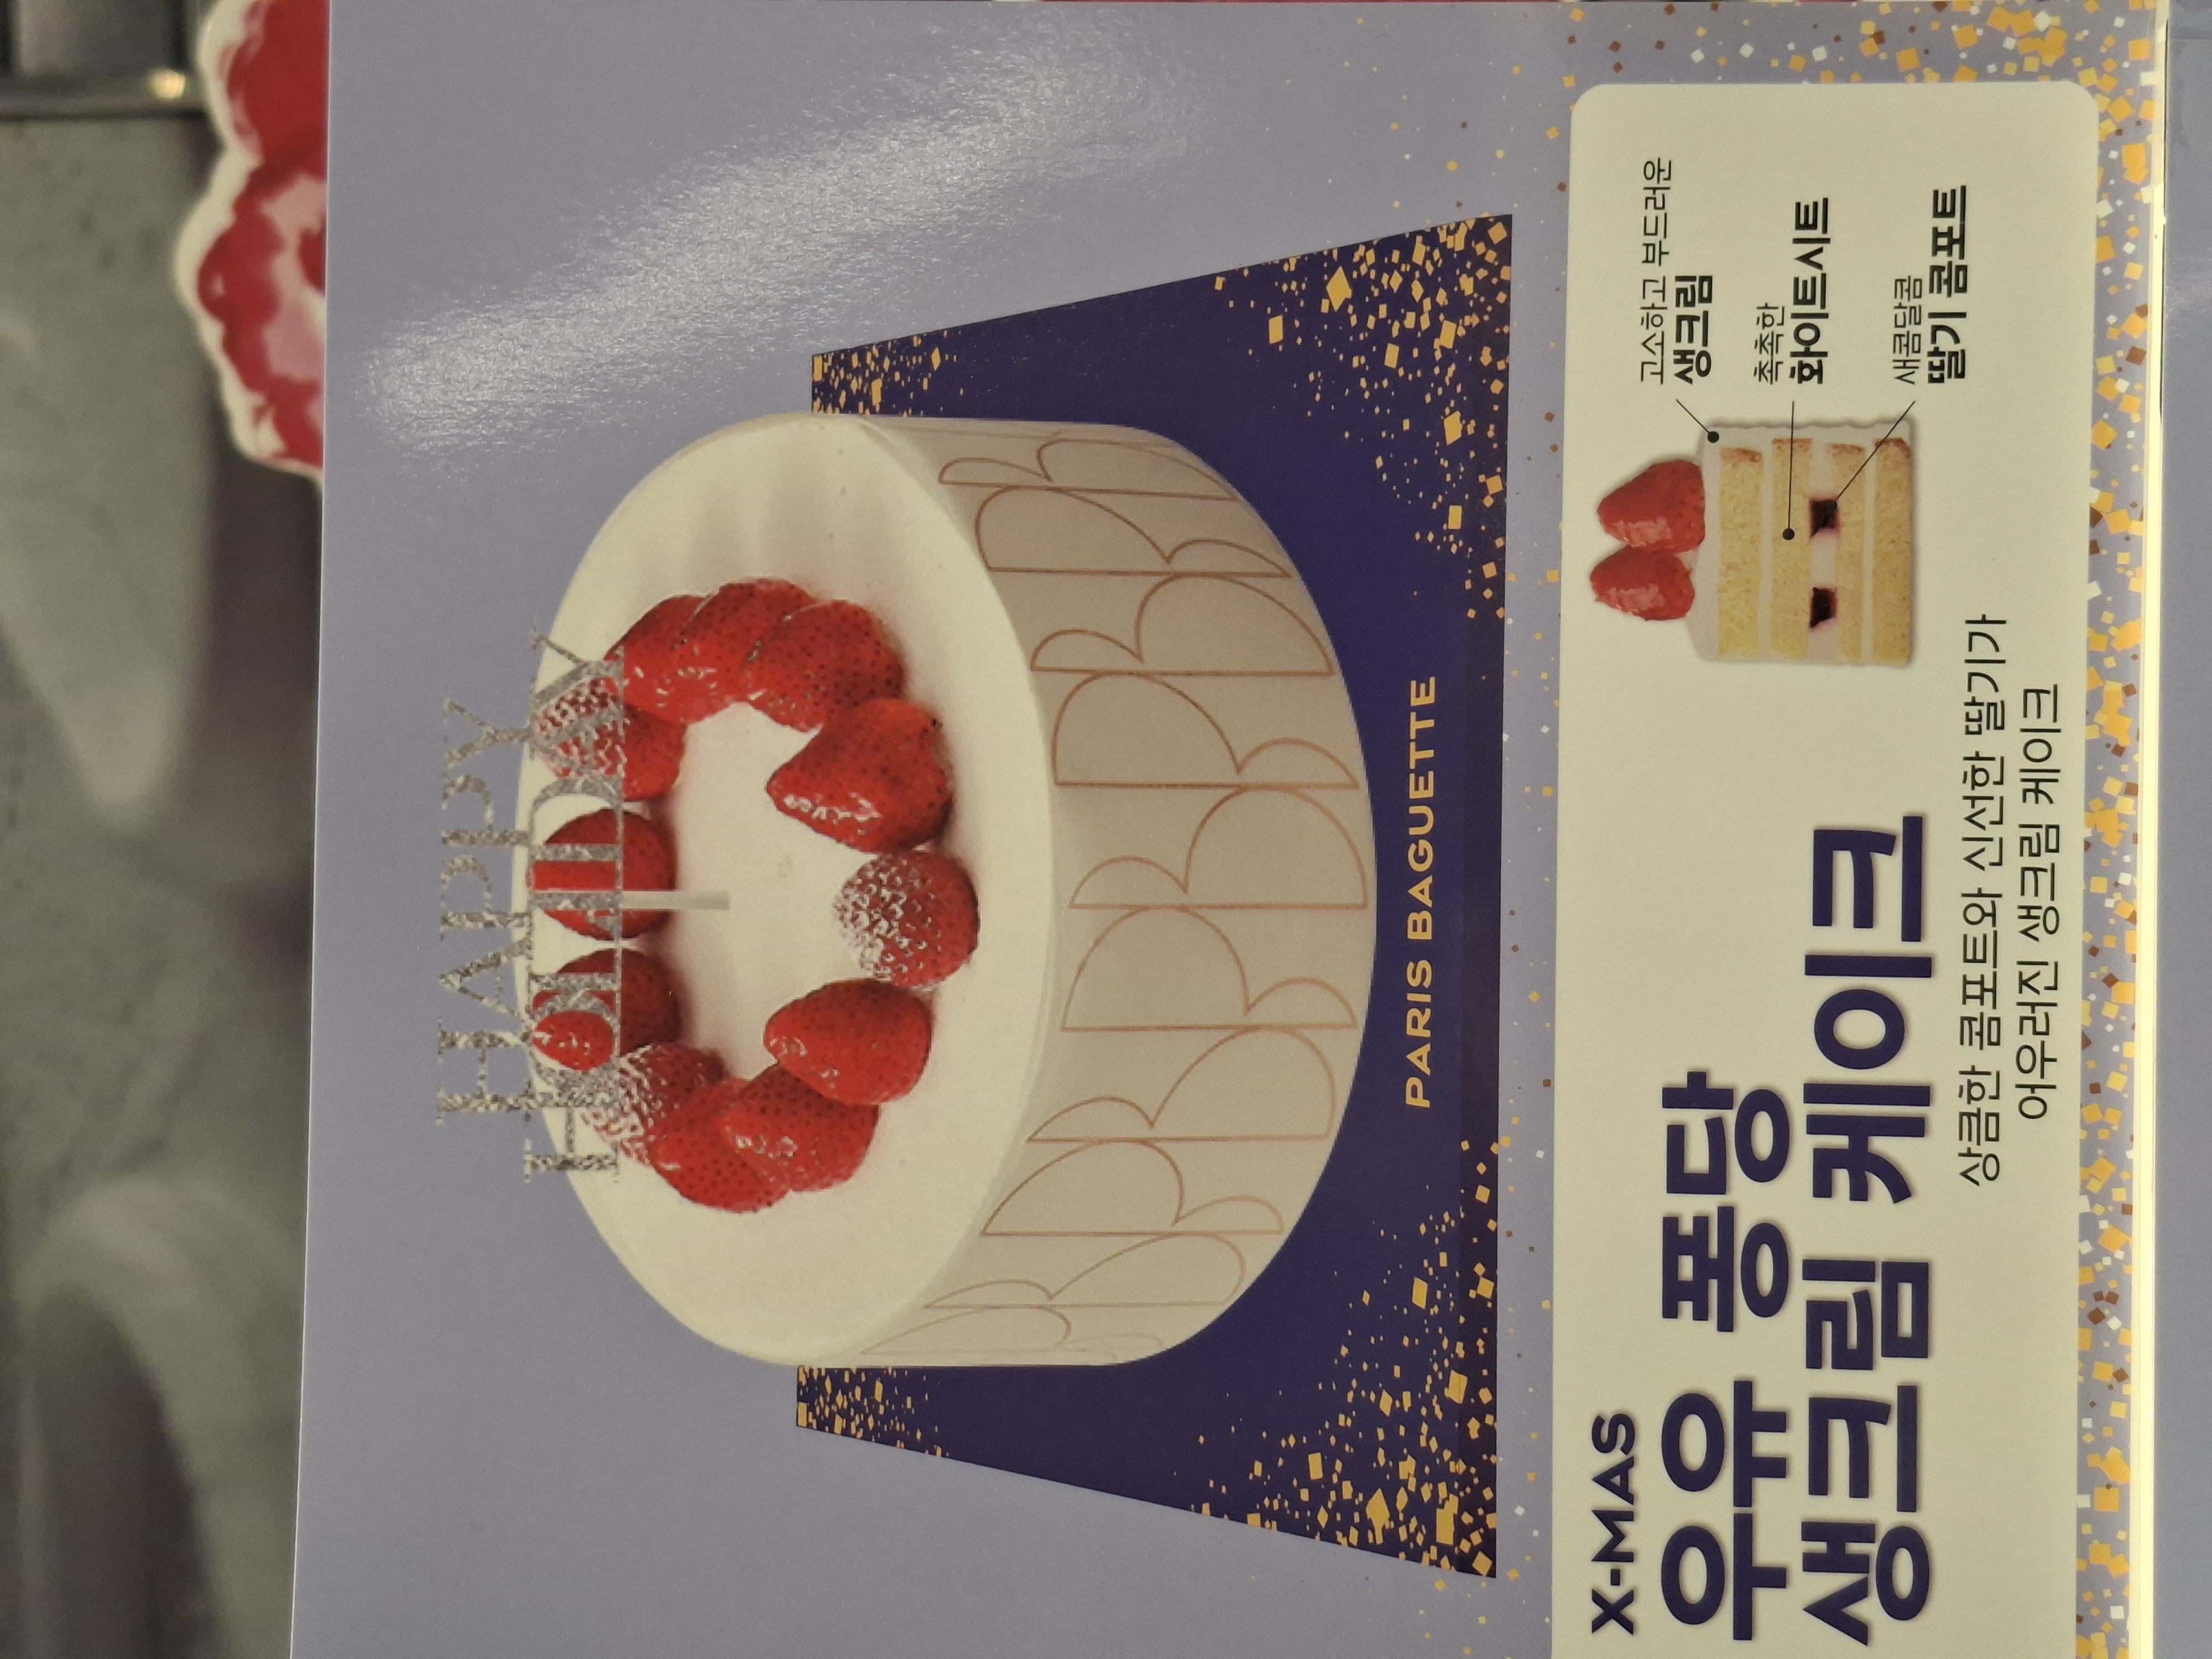 HAPPY
HOLIDAY
PARIS BAGUETTE
X-MAS
우유 퐁당
생크림 케이크
상큼한 콤포트와 신선한 딸기가
어우러진 생크림 케이크
고소하고 부드러운
생크림
촉촉한
화이트시트
새콤달콤
딸기 콤포트